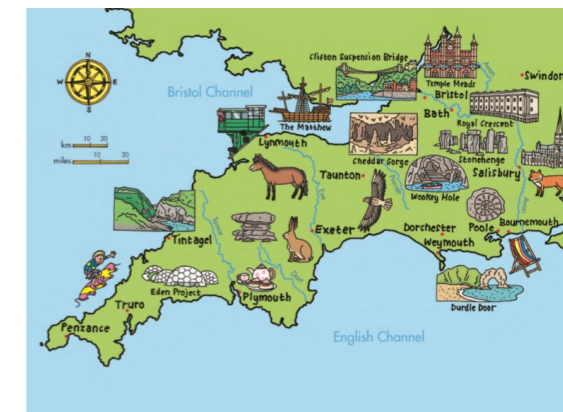 N
W
E
S
km
10
20
miles
10
20
Bristol Channel
Clifton Suspension Bridge
Temple Meads
Swindon
Bristol
Bath
Royal Crescent
The Matthew
Lynmouth
Cheddar Gorge
Stonehenge
Salisbury
Taunton
Wookey Hole
Tintagel
Exeter
Dorchester
Poole
Bournemouth
Weymouth
Eden Project
Plymouth
Durdle Door
Truro
Penzance
English Channel